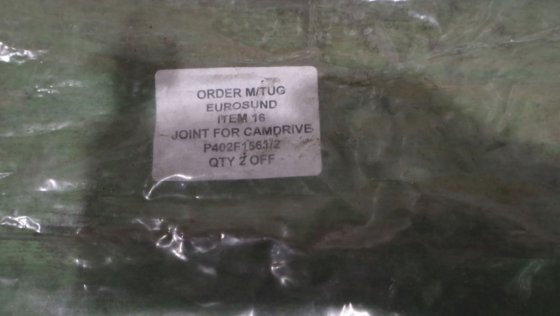 ORDER M/TUG
EUROSUND
ITEM 16
JOINT FOR CAMDRIVE
P402F1563/2
QTY 2 OFF